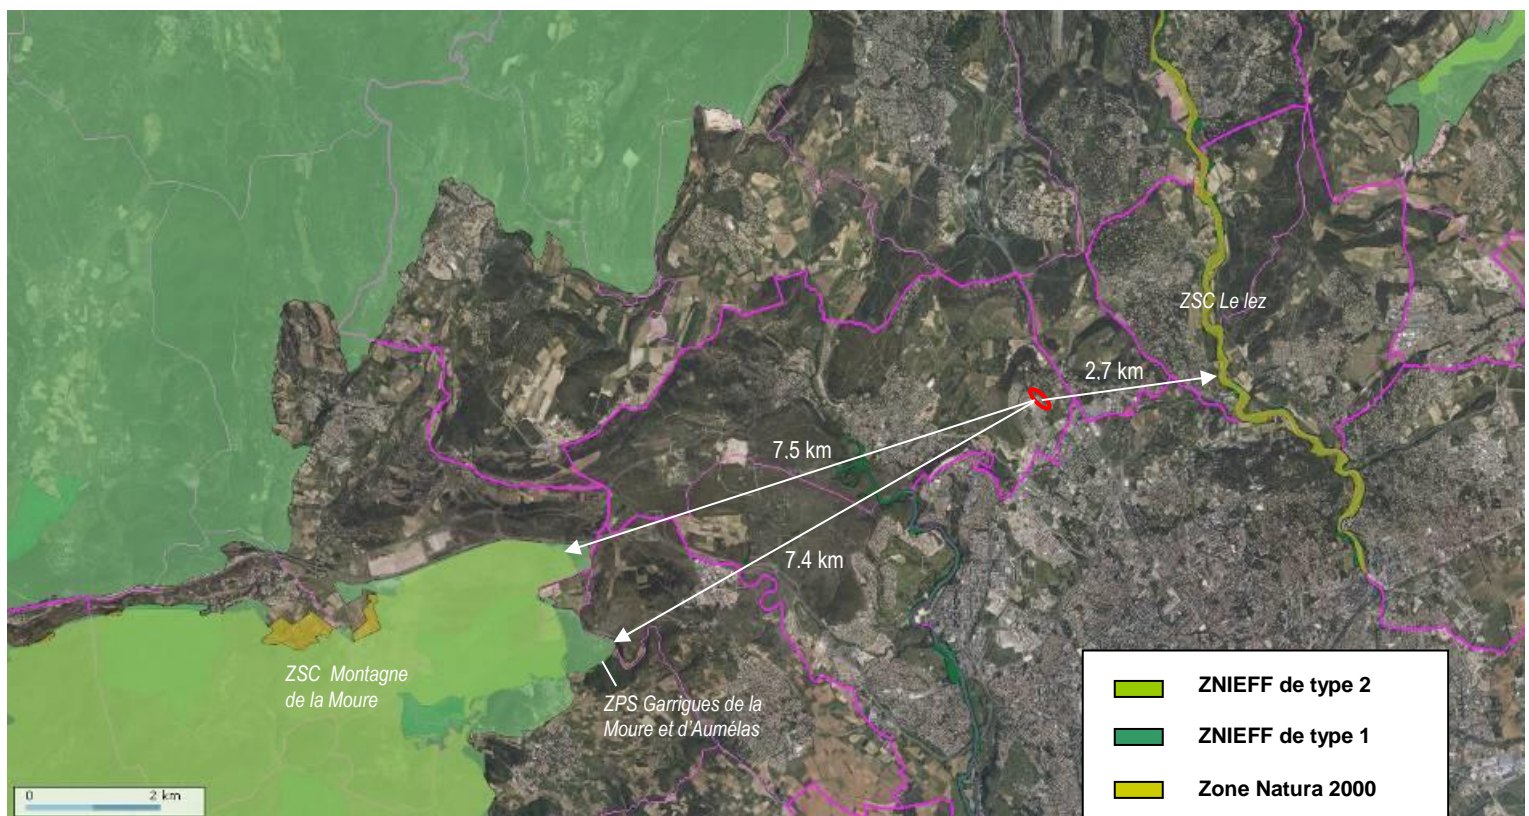 ZSC Le lez
2,7 km
7,5 km
7.4 km
ZSC Montagne
de la Moure
ZPS Garrigues de la
Moure et d'Aumélas
ZNIEFF de type 2
ZNIEFF de type 1
Zone Natura 2000
0 2 km